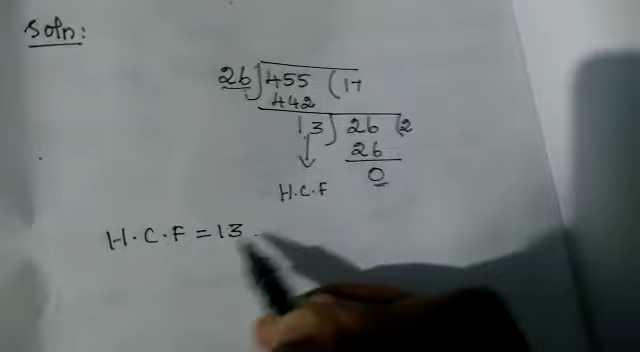 Soln:
26 455 (17
442
13 26 (2
26
0
H.C.F
H.C.F = 13.